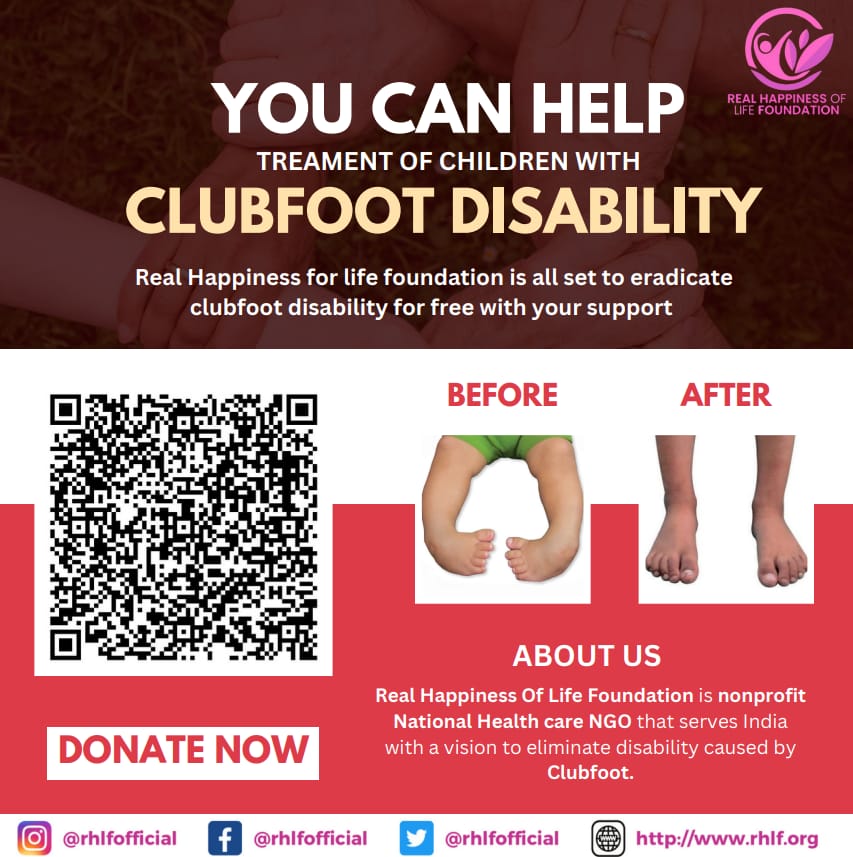 REAL HAPPINESS OF
LIFE FOUNDATION
YOU CAN HELP
TREAMENT OF CHILDREN WITH
CLUBFOOT DISABILITY
Real Happiness for life foundation is all set to eradicate
clubfoot disability for free with your support
BEFORE
AFTER
ABOUT US
Real Happiness Of Life Foundation is nonprofit
National Health care NGO that serves India
with a vision to eliminate disability caused by
Clubfoot.
DONATE NOW
@rhlfofficial
@rhlfofficial
@rhlfofficial
http://www.rhlf.org